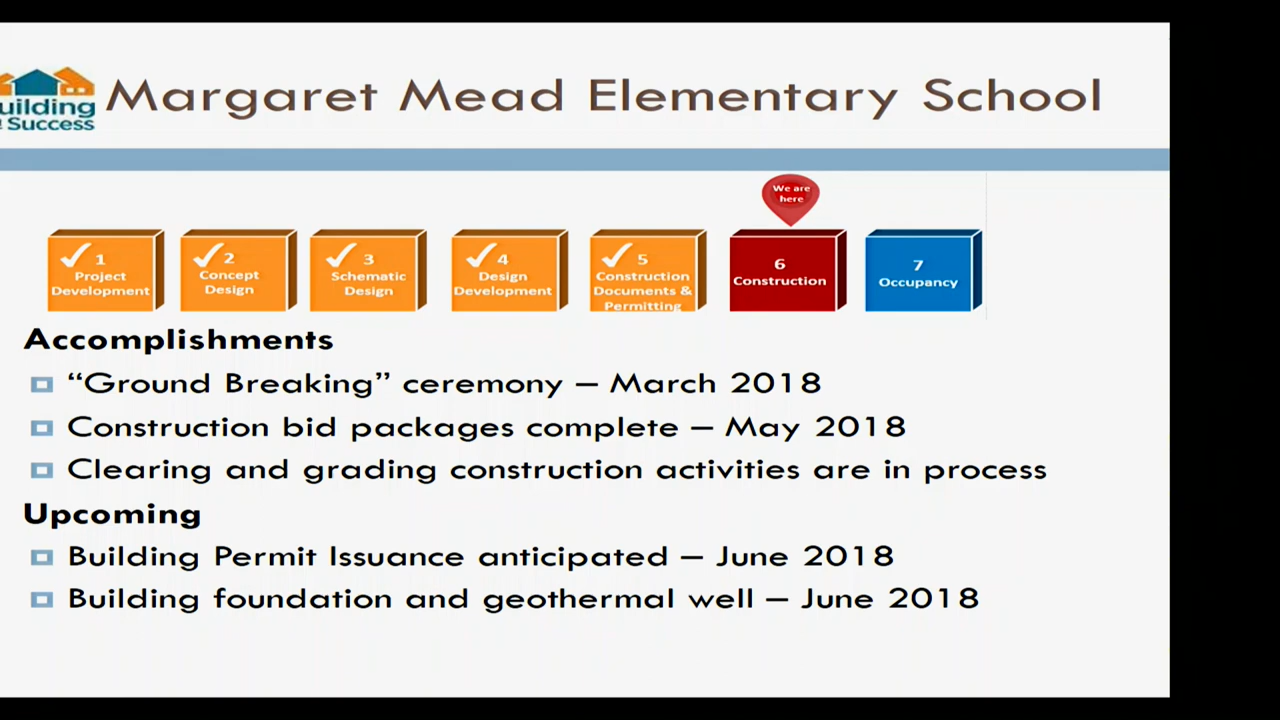 Margaret Mead Elementary School
uilding
Success
We are
here
1
Project
Development
2
Concept
Design
3
Schematic
Design
4
Design
Development
5
Construction
Documents &
Permitting
6
Construction
7
Occupancy
Accomplishments
“Ground Breaking” ceremony – March 2018
Construction bid packages complete – May 2018
Clearing and grading construction activities are in process
Upcoming
Building Permit Issuance anticipated – June 2018
Building foundation and geothermal well – June 2018